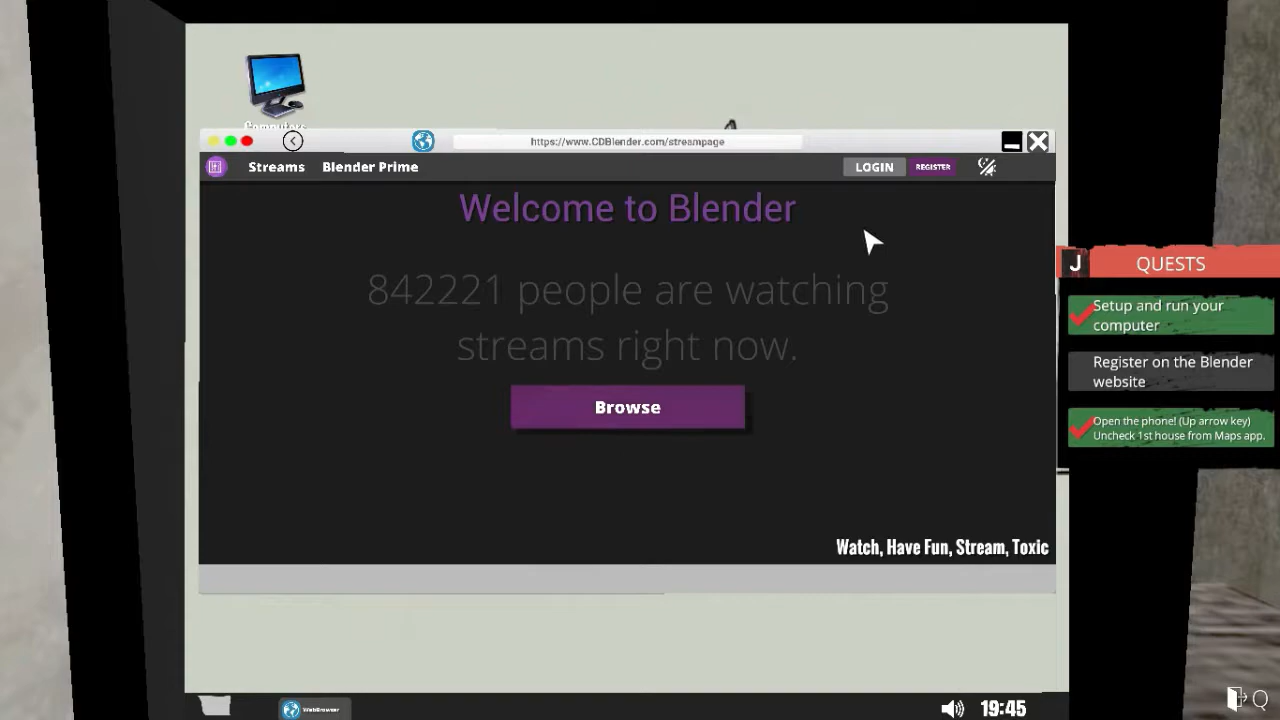 Computers
https://www.CDBlender.com/streampage
Streams Blender Prime LOGIN REGISTER
Welcome to Blender
842221 people are watching
streams right now.
Browse
Watch, Have Fun, Stream, Toxic
J QUESTS
Setup and run your
computer
Register on the Blender
website
Open the phone! (Up arrow key)
Uncheck 1st house from Maps app.
WebBrowser
19:45
Q